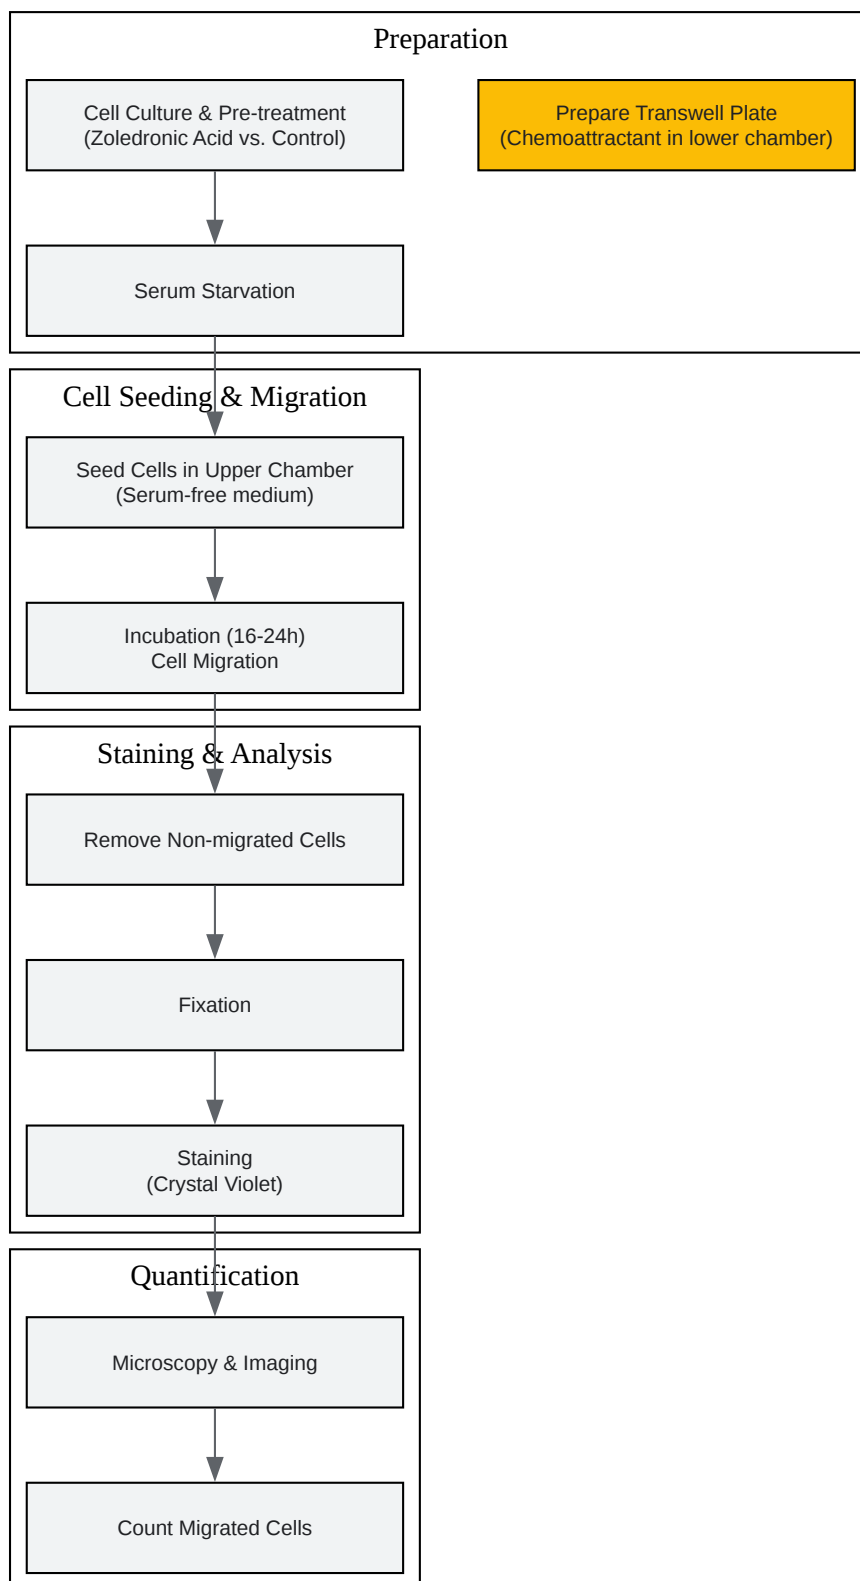 Preparation
Cell Culture & Pre-treatment
(Zoledronic Acid vs. Control)
Prepare Transwell Plate
(Chemoattractant in lower chamber)
Serum Starvation
Cell Seeding & Migration
Seed Cells in Upper Chamber
(Serum-free medium)
Incubation (16-24h)
Cell Migration
Staining & Analysis
Remove Non-migrated Cells
Fixation
Staining
(Crystal Violet)
Quantification
Microscopy & Imaging
Count Migrated Cells